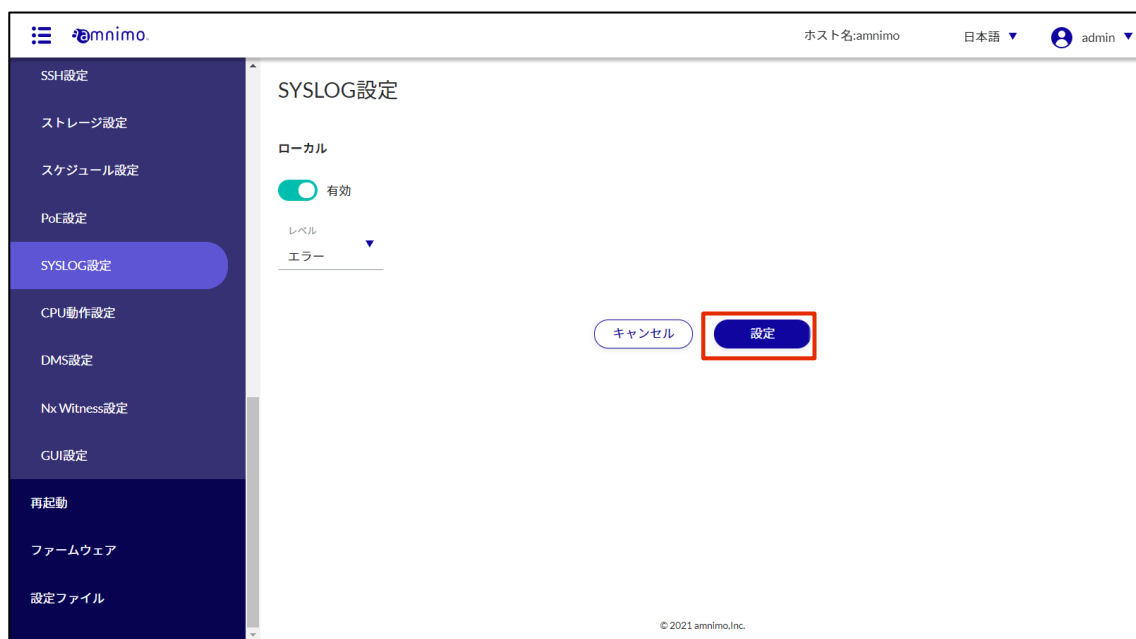 amnimo.
ホスト名:amnimo
日本語
admin
SSH設定
ストレージ設定
スケジュール設定
PoE設定
SYSLOG設定
CPU動作設定
DMS設定
Nx Witness設定
GUI設定
再起動
ファームウェア
設定ファイル
SYSLOG設定
ローカル
有効
レベル
エラー
キャンセル
設定
© 2021 amnimo,Inc.